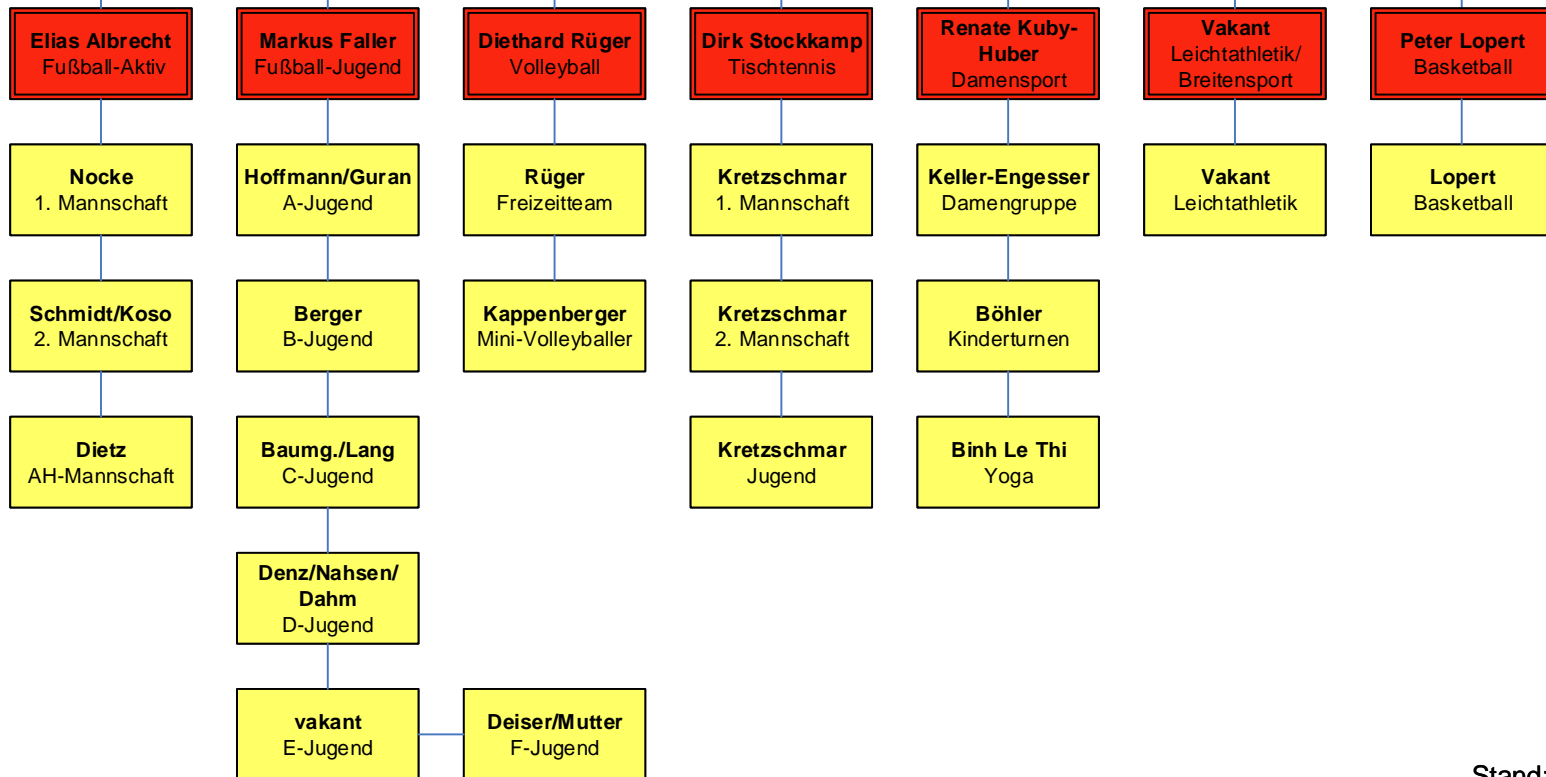 Elias Albrecht
Fußball-Aktiv
Markus Faller
Fußball-Jugend
Diethard Rüger
Volleyball
Dirk Stockkamp
Tischtennis
Renate Kuby-
Huber
Damensport
Vakant
Leichtathletik/
Breitensport
Peter Lopert
Basketball
Nocke
1. Mannschaft
Hoffmann/Guran
A-Jugend
Rüger
Freizeitteam
Kretzschmar
1. Mannschaft
Keller-Engesser
Damengruppe
Vakant
Leichtathletik
Lopert
Basketball
Schmidt/Koso
2. Mannschaft
Berger
B-Jugend
Kappenberger
Mini-Volleyballer
Kretzschmar
2. Mannschaft
Böhler
Kinderturnen
Dietz
AH-Mannschaft
Baumg./Lang
C-Jugend
Kretzschmar
Jugend
Binh Le Thi
Yoga
Denz/Nahsen/
Dahm
D-Jugend
vakant
E-Jugend
Deiser/Mutter
F-Jugend
Stand: